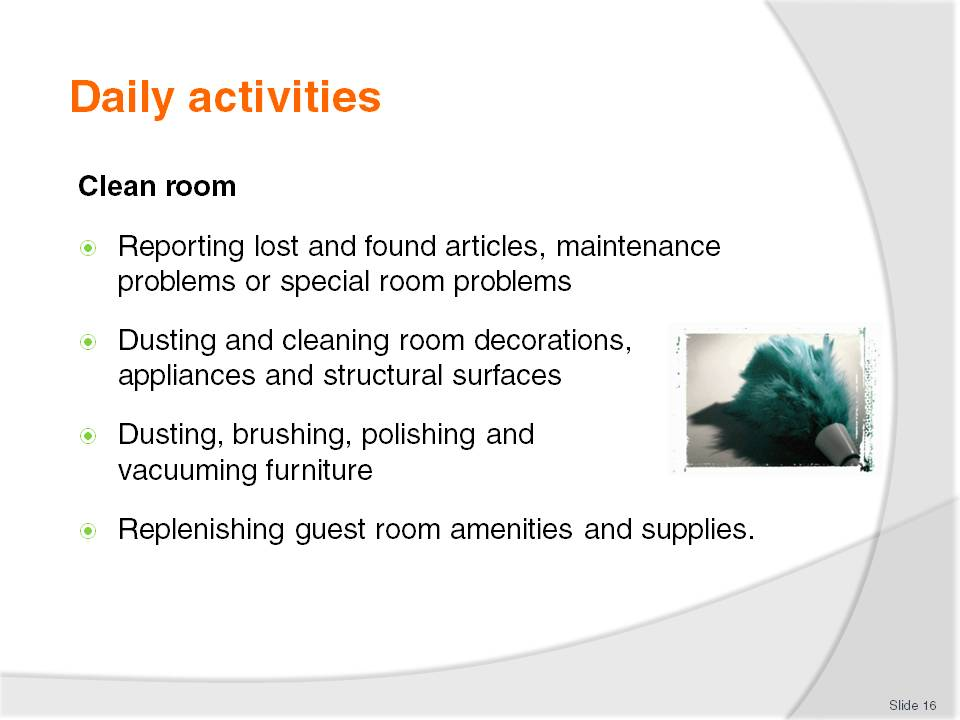 Daily activities
Clean room
Reporting lost and found articles, maintenance
problems or special room problems
Dusting and cleaning room decorations,
appliances and structural surfaces
Dusting, brushing, polishing and
vacuuming furniture
Replenishing guest room amenities and supplies.
Slide 16